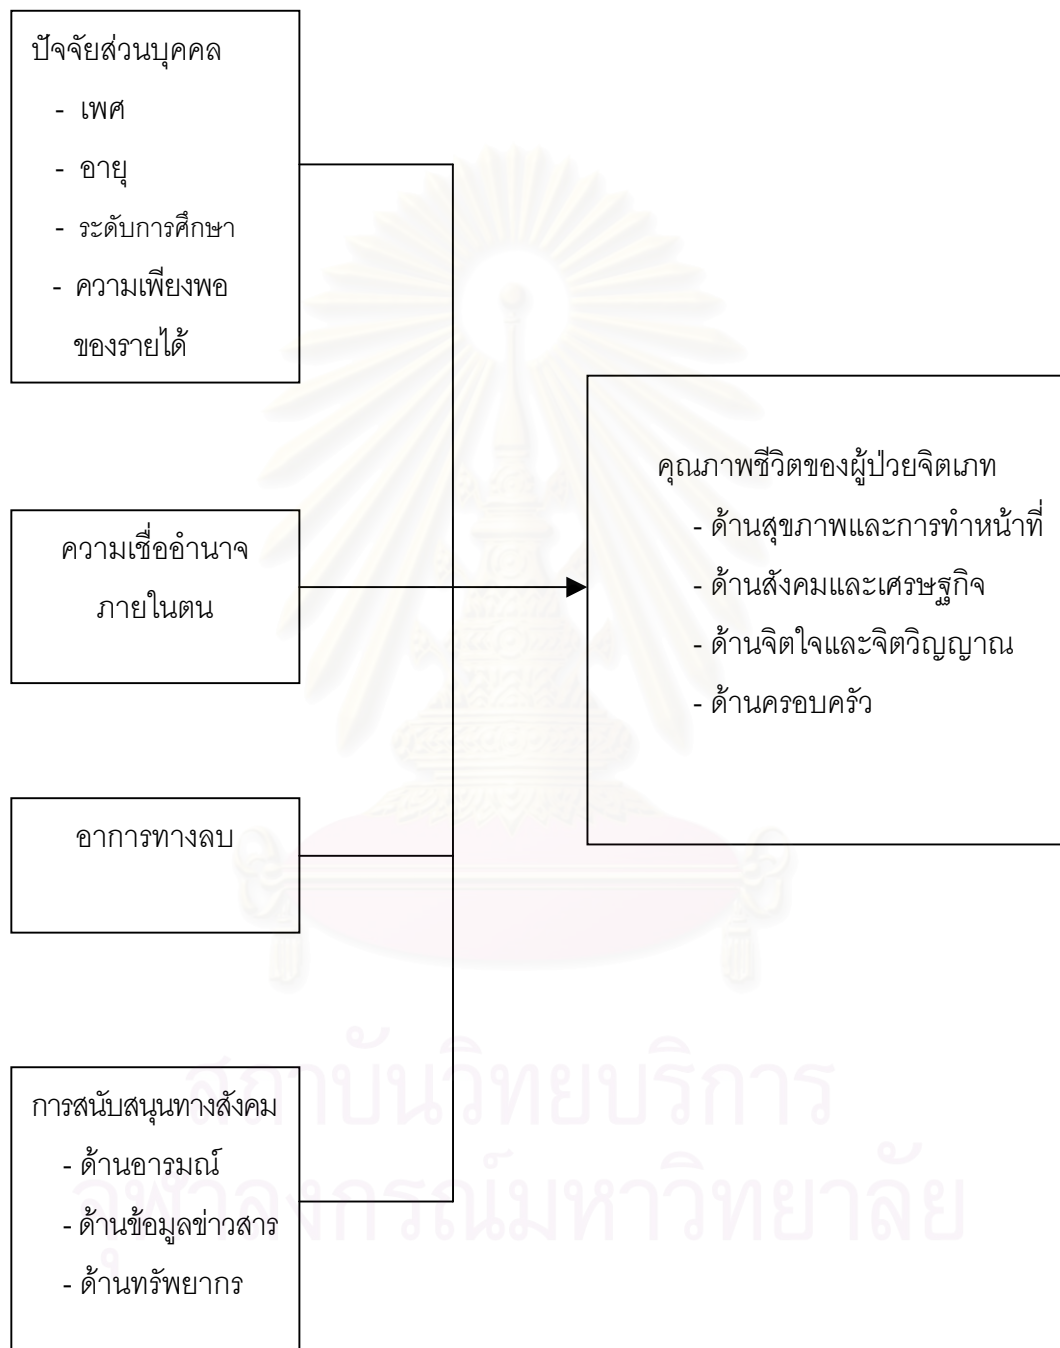 ปัจจัยส่วนบุคคล
- เพศ
- อายุ
- ระดับการศึกษา
- ความเพียงพอ
ของรายได้
ความเชื่ออำนาจ
ภายในตน
อาการทางลบ
การสนับสนุนทางสังคม
- ด้านอารมณ์
- ด้านข้อมูลข่าวสาร
- ด้านทรัพยากร
คุณภาพชีวิตของผู้ป่วยจิตเภท
- ด้านสุขภาพและการทำหน้าที่
- ด้านสังคมและเศรษฐกิจ
- ด้านจิตใจและจิตวิญญาณ
- ด้านครอบครัว
สถาบันวิทยบริการ
จุฬาลงกรณ์มหาวิทยาลัย